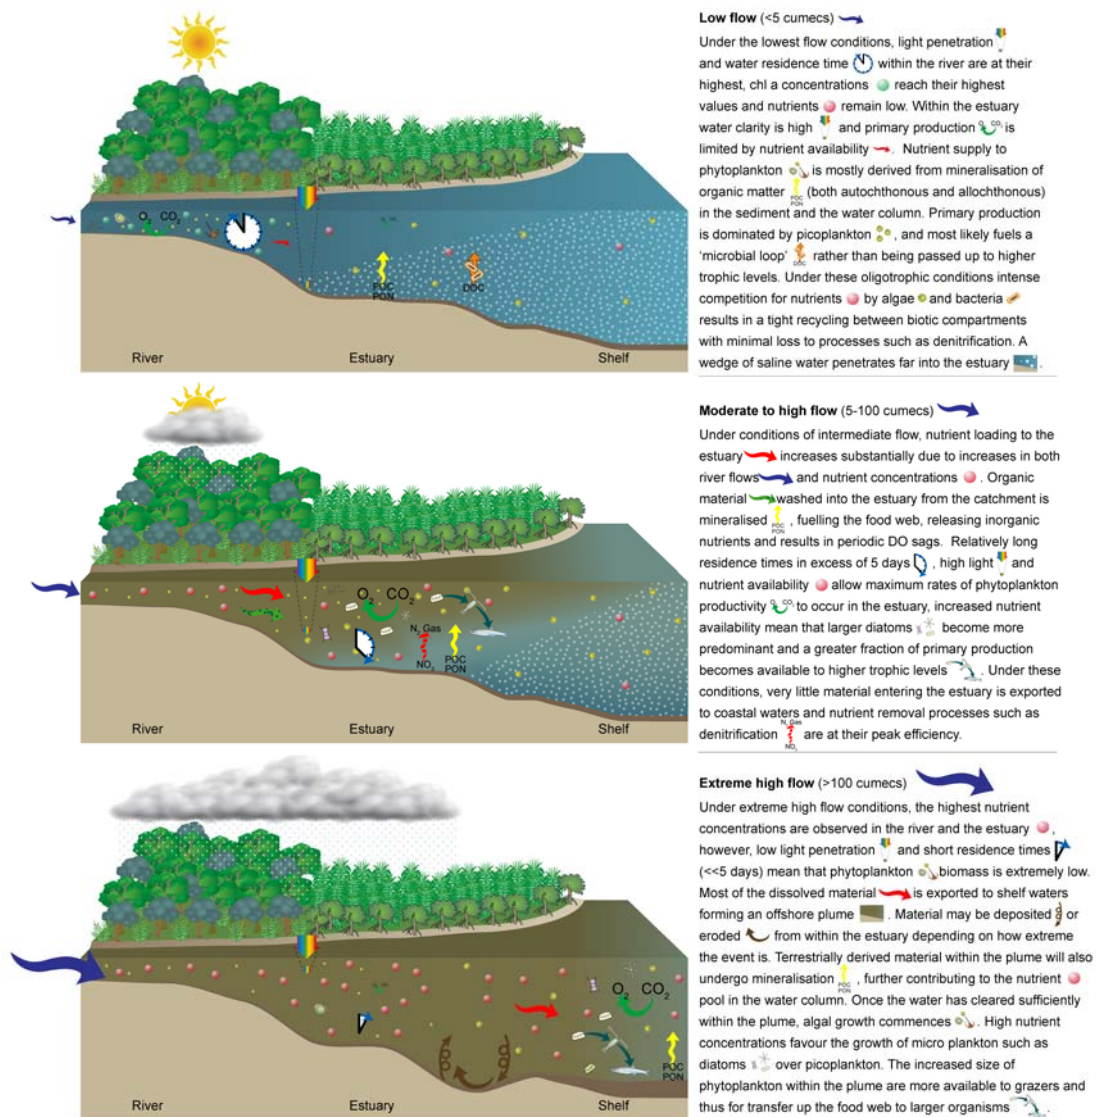 Low flow (<5 cumecs)
Under the lowest flow conditions, light penetration
and water residence time within the river are at their
highest, chl a concentrations reach their highest
values and nutrients remain low. Within the estuary
water clarity is high and primary production O₂ CO₂ is
limited by nutrient availability . Nutrient supply to
phytoplankton is mostly derived from mineralisation of
organic matter (both autochthonous and allochthonous)
POC
PON
in the sediment and the water column. Primary production
is dominated by picoplankton , and most likely fuels a
'microbial loop' rather than being passed up to higher
DOC
trophic levels. Under these oligotrophic conditions intense
competition for nutrients by algae and bacteria
results in a tight recycling between biotic compartments
with minimal loss to processes such as denitrification. A
wedge of saline water penetrates far into the estuary .
O₂ CO₂
POC
PON
DOC
River Estuary Shelf
Moderate to high flow (5-100 cumecs)
Under conditions of intermediate flow, nutrient loading to the
estuary increases substantially due to increases in both
river flows and nutrient concentrations . Organic
material washed into the estuary from the catchment is
mineralised , fuelling the food web, releasing inorganic
POC
PON
nutrients and results in periodic DO sags. Relatively long
residence times in excess of 5 days , high light and
nutrient availability allow maximum rates of phytoplankton
productivity O₂ CO₂ to occur in the estuary, increased nutrient
availability mean that larger diatoms become more
predominant and a greater fraction of primary production
becomes available to higher trophic levels . Under these
conditions, very little material entering the estuary is exported
to coastal waters and nutrient removal processes such as
N₂ Gas
denitrification are at their peak efficiency.
NO₃
O₂ CO₂
N₂ Gas
NO₃
POC
PON
River Estuary Shelf
Extreme high flow (>100 cumecs)
Under extreme high flow conditions, the highest nutrient
concentrations are observed in the river and the estuary ,
however, low light penetration and short residence times
(<<5 days) mean that phytoplankton biomass is extremely low.
Most of the dissolved material is exported to shelf waters
forming an offshore plume . Material may be deposited or
eroded from within the estuary depending on how extreme
the event is. Terrestrially derived material within the plume will also
undergo mineralisation , further contributing to the nutrient
POC
PON
pool in the water column. Once the water has cleared sufficiently
within the plume, algal growth commences . High nutrient
concentrations favour the growth of micro plankton such as
diatoms over picoplankton. The increased size of
phytoplankton within the plume are more available to grazers and
thus for transfer up the food web to larger organisms .
O₂ CO₂
POC
PON
River Estuary Shelf